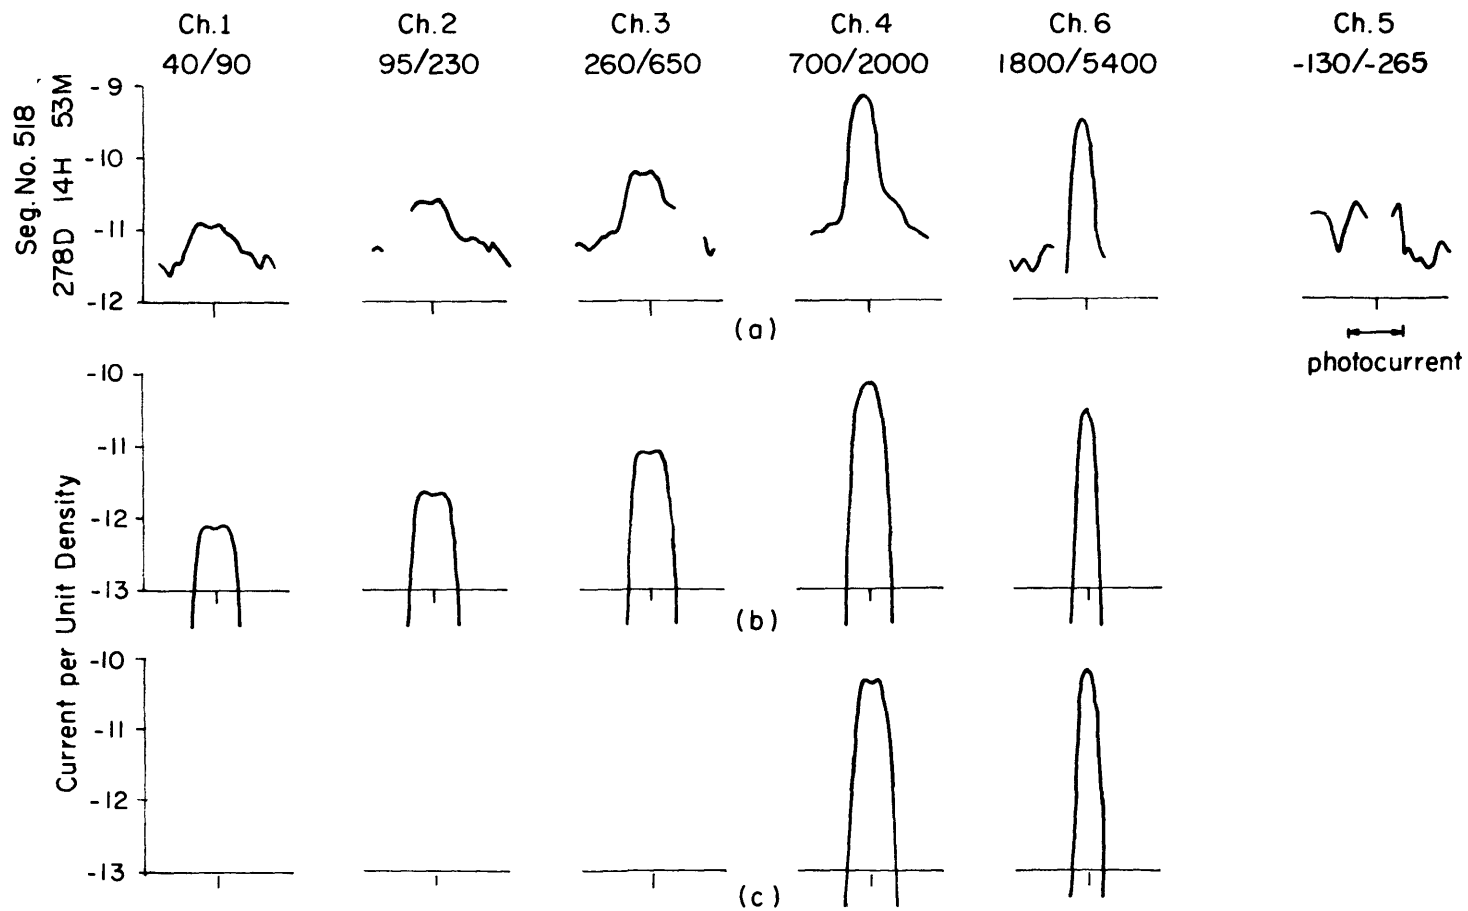 Ch.1 Ch.2 Ch.3 Ch.4 Ch.6 Ch.5
40/90 95/230 260/650 700/2000 1800/5400 -130/-265
Seg. No. 518
278D 14H 53M
-9
-10
-11
-12
(a)
photocurrent
Current per Unit Density
-10
-11
-12
-13
(b)
-10
-11
-12
-13
(c)